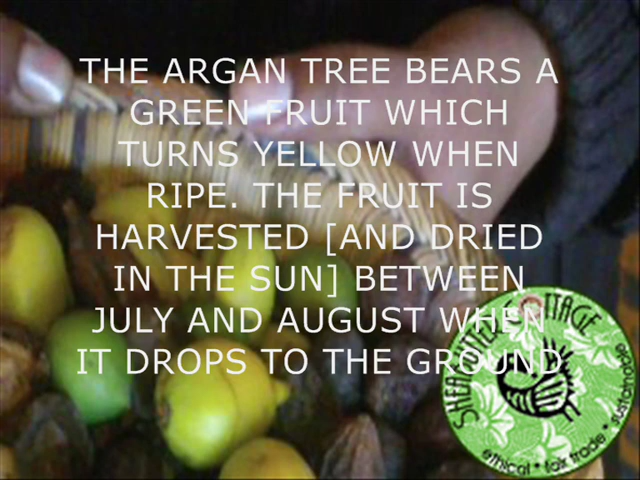 THE ARGAN TREE BEARS A
GREEN FRUIT WHICH
TURNS YELLOW WHEN
RIPE. THE FRUIT IS
HARVESTED [AND DRIED
IN THE SUN] BETWEEN
JULY AND AUGUST WHEN
IT DROPS TO THE GROUND
ethical * fair trade * sustainable